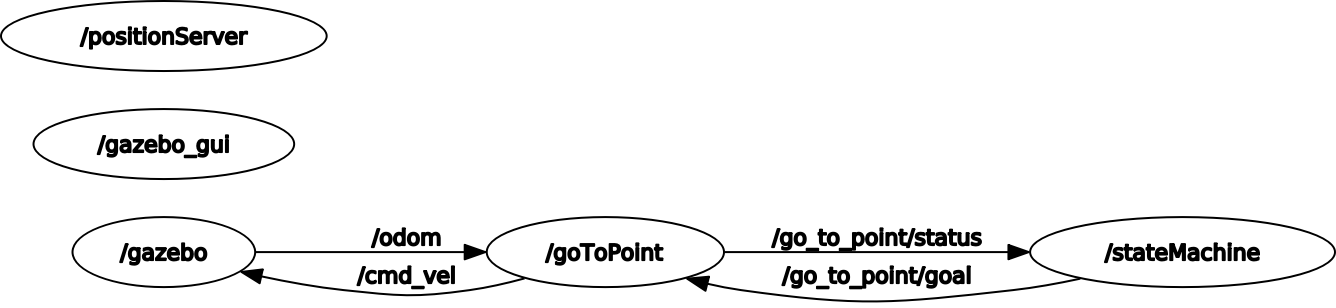 /positionServer
/gazebo_gui
/gazebo
/odom
/cmd_vel
/goToPoint
/go_to_point/status
/go_to_point/goal
/stateMachine